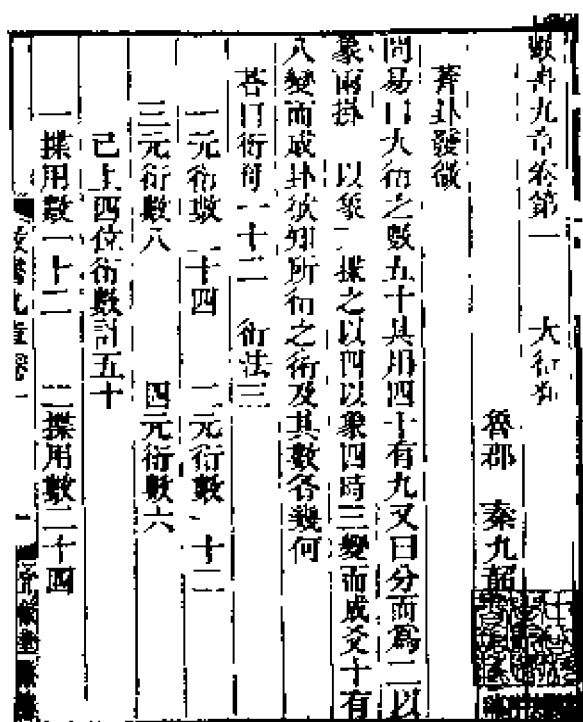 數書九章卷第一　大衍類
魯郡　秦九韶
蓍卦發微
問易曰大衍之數五十其用四十有九又曰分而為二以
象兩掛　以象　揲之以四以象四時三變而成爻十有
八變而成卦欲知所衍之術及其數各幾何
答曰衍母一十二　衍法三
一元衍數二十四　二元衍數一十二
三元衍數八　四元衍數六
已上四位衍數計五十
一揲用數一十二　二揲用數二十四
數書九章卷一